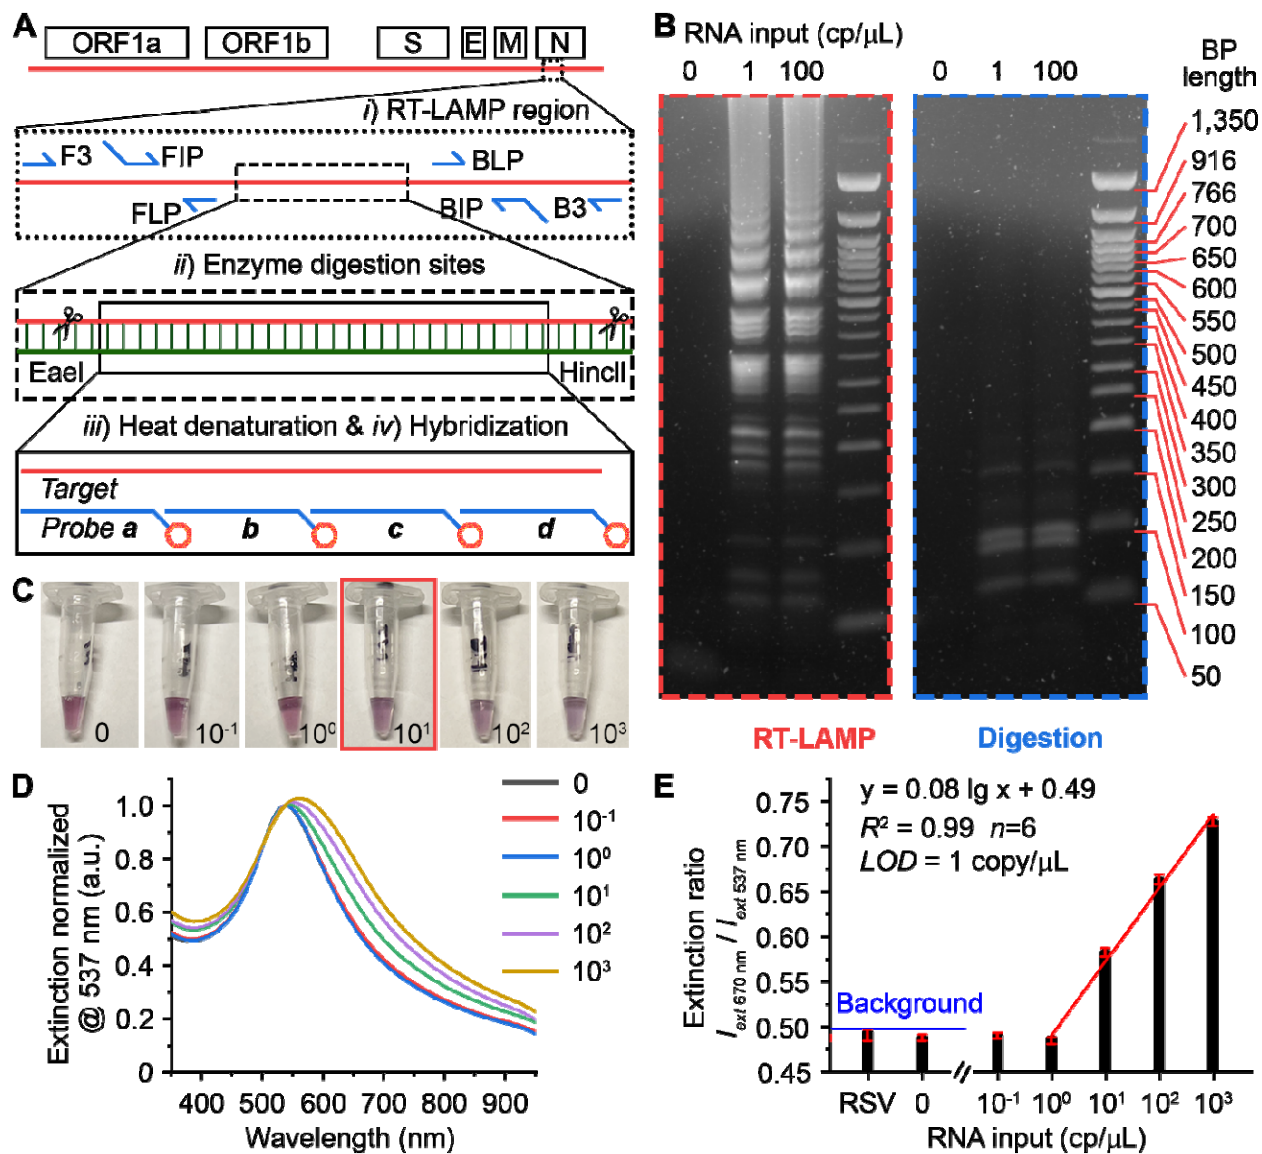 A
ORF1a ORF1b S E M N
i) RT-LAMP region
F3 FIP BLP
FLP BIP B3
ii) Enzyme digestion sites
EaeI HincII
iii) Heat denaturation & iv) Hybridization
Target
Probe a b c d
B RNA input (cp/μL)
0 1 100 0 1 100
BP
length
1,350
916
766
700
650
600
550
500
450
400
350
300
250
200
150
100
50
RT-LAMP Digestion
C
0 10⁻¹ 10⁰ 10¹ 10² 10³
D
Extinction normalized
@ 537 nm (a.u.)
1.0
0.8
0.6
0.4
0.2
0
400 500 600 700 800 900
Wavelength (nm)
0
10⁻¹
10⁰
10¹
10²
10³
E
y = 0.08 lg x + 0.49
R² = 0.99 n=6
LOD = 1 copy/μL
Extinction ratio
I ext 670 nm / I ext 537 nm
0.75
0.70
0.65
0.60
0.55
0.50
0.45
Background
RSV 0 10⁻¹ 10⁰ 10¹ 10² 10³
RNA input (cp/μL)